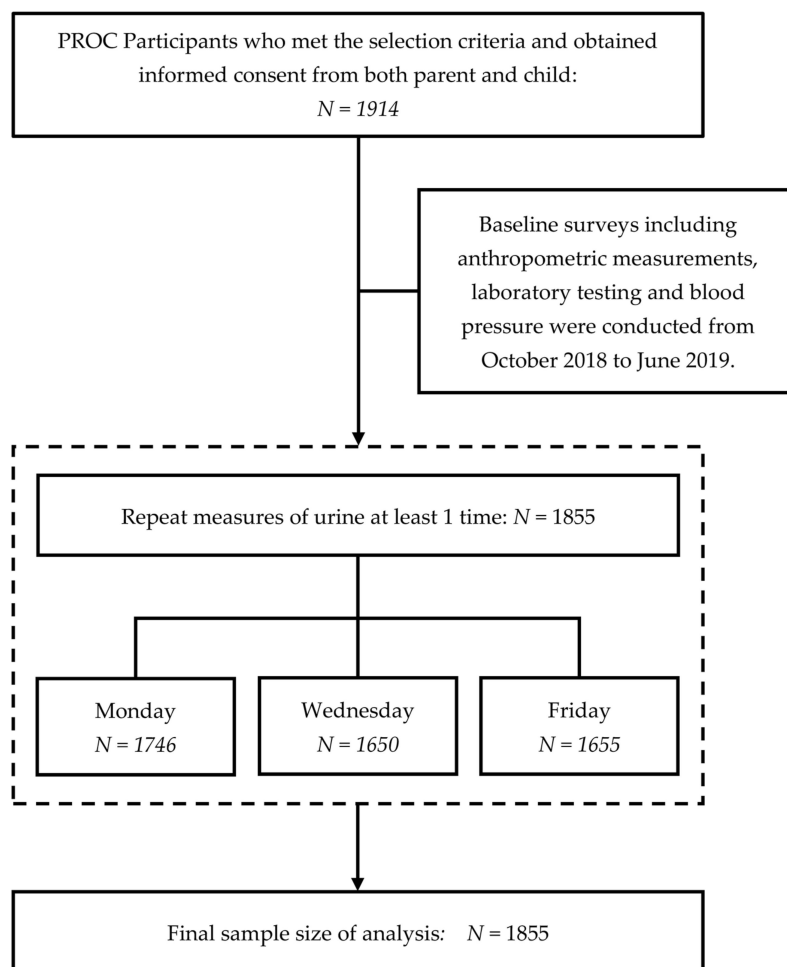 PROC Participants who met the selection criteria and obtained
informed consent from both parent and child:
N = 1914
Baseline surveys including
anthropometric measurements,
laboratory testing and blood
pressure were conducted from
October 2018 to June 2019.
Repeat measures of urine at least 1 time: N = 1855
Monday
N = 1746
Wednesday
N = 1650
Friday
N = 1655
Final sample size of analysis: N = 1855